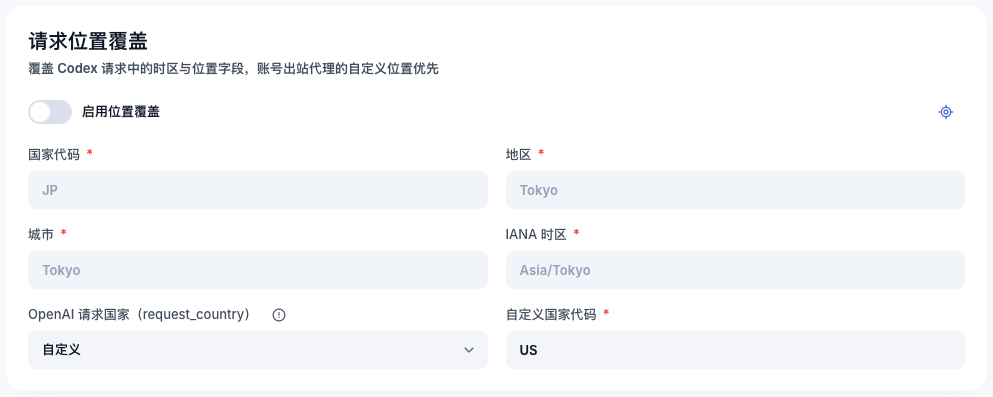 请求位置覆盖
覆盖 Codex 请求中的时区与位置字段，账号出站代理的自定义位置优先
启用位置覆盖
国家代码 *
地区 *
JP
Tokyo
城市 *
IANA 时区 *
Tokyo
Asia/Tokyo
OpenAI 请求国家（request_country）
自定义国家代码 *
自定义
US